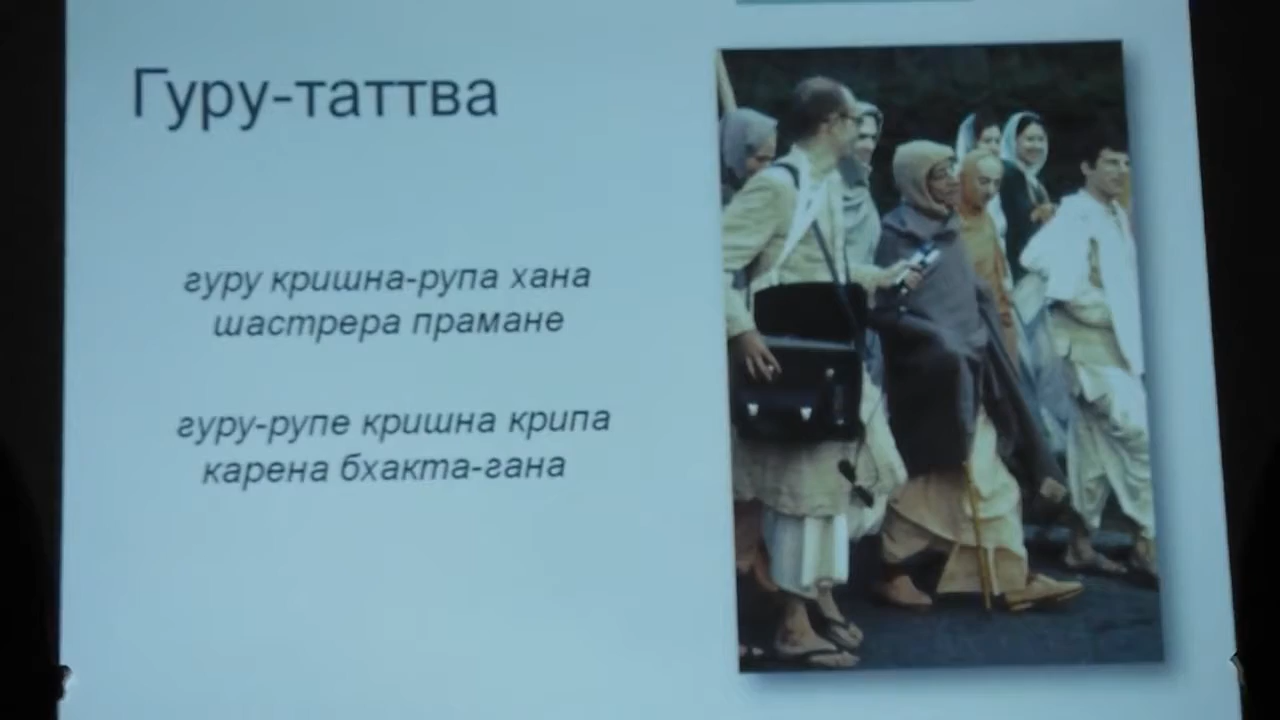 Гуру-таттва
гуру кришна-рупа хана
шастрера прамане
гуру-рупе кришна крипа
карена бхакта-гана